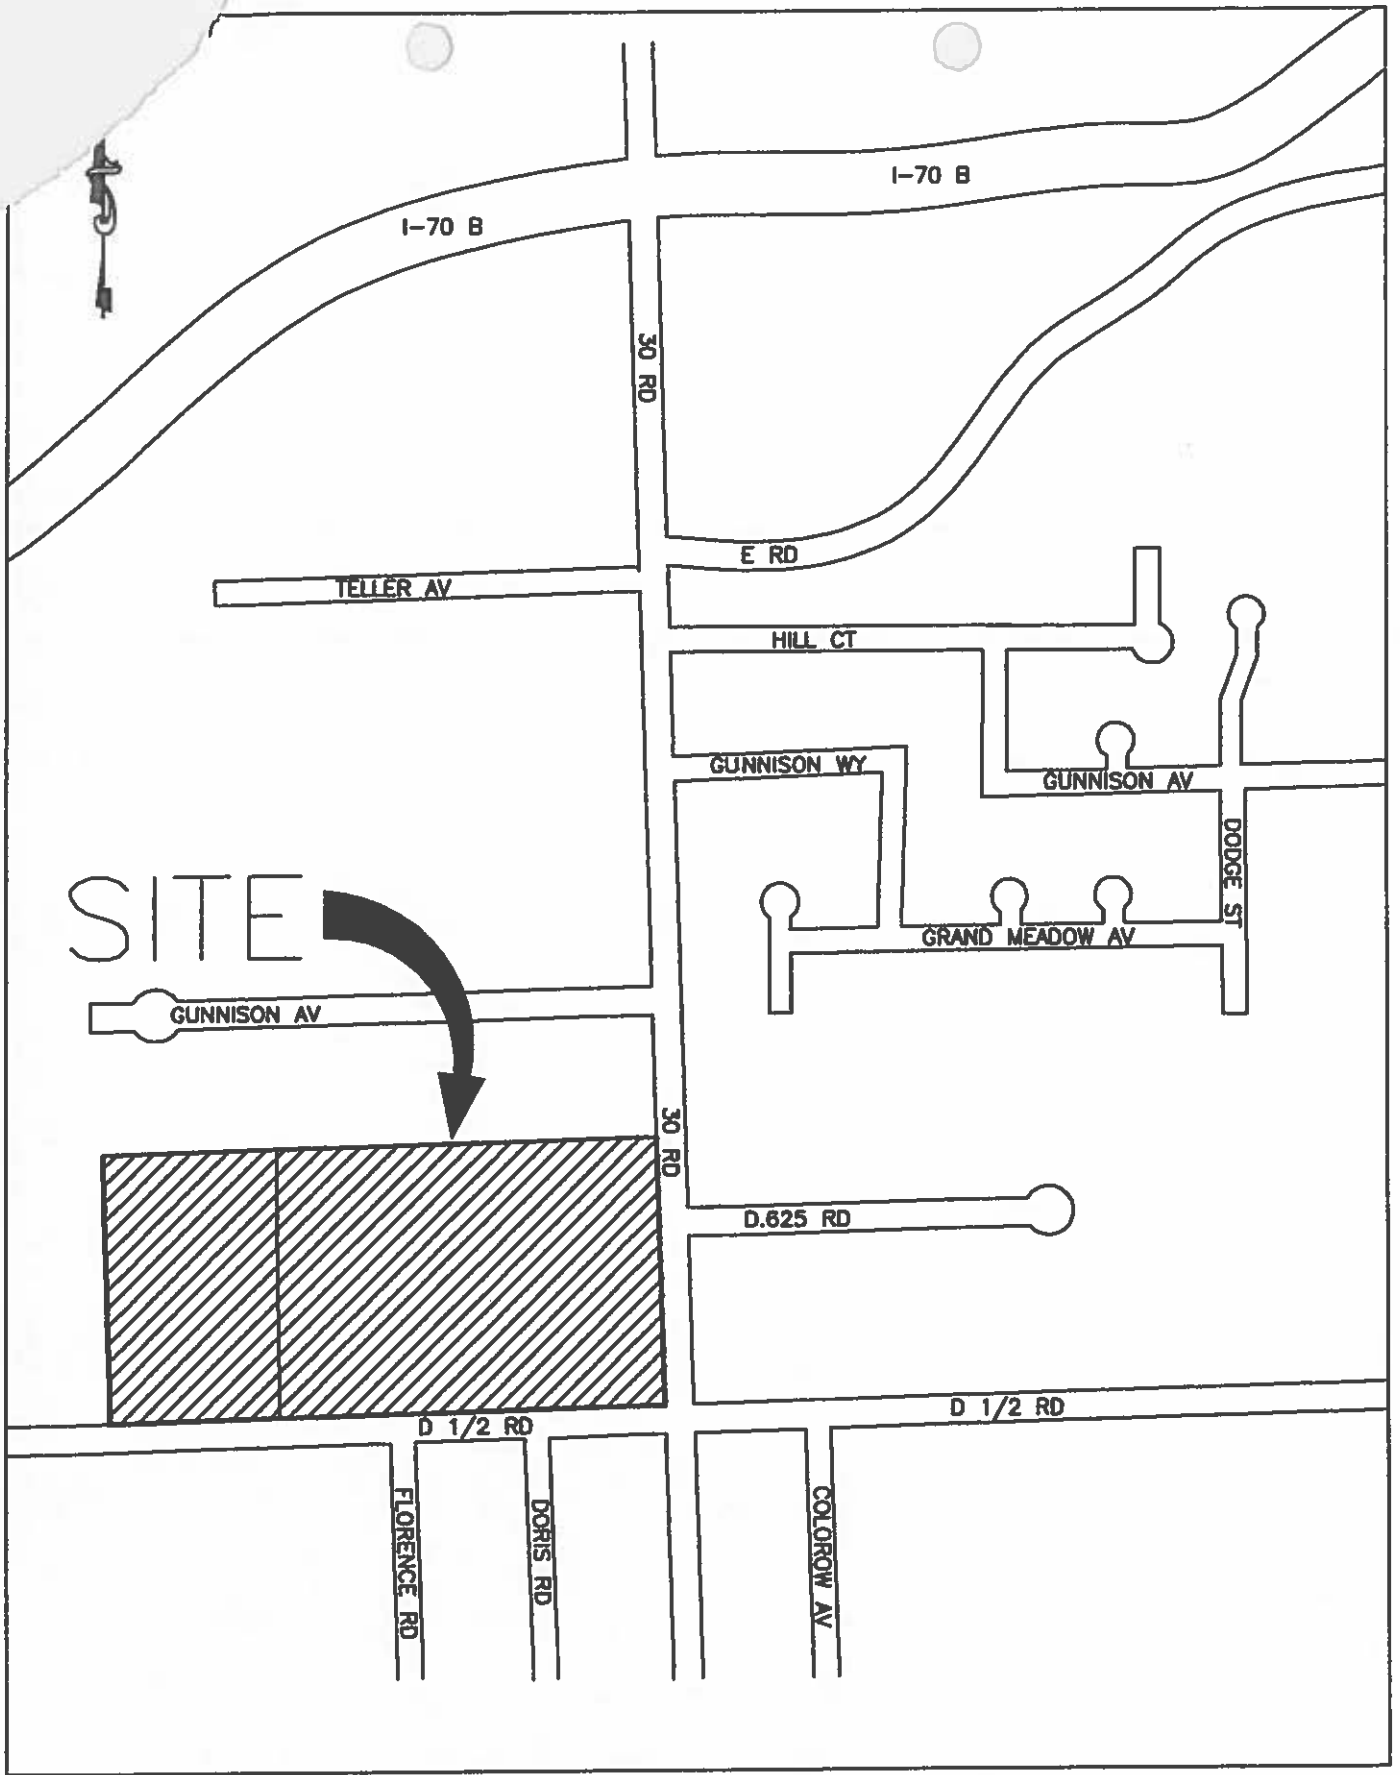 I-70 B
I-70 B
30 RD
E RD
TELLER AV
HILL CT
GUNNISON WY
GUNNISON AV
DODGE ST
SITE
GRAND MEADOW AV
GUNNISON AV
30 RD
D.625 RD
D 1/2 RD
D 1/2 RD
FLORENCE RD
DORIS RD
COLOROW AV